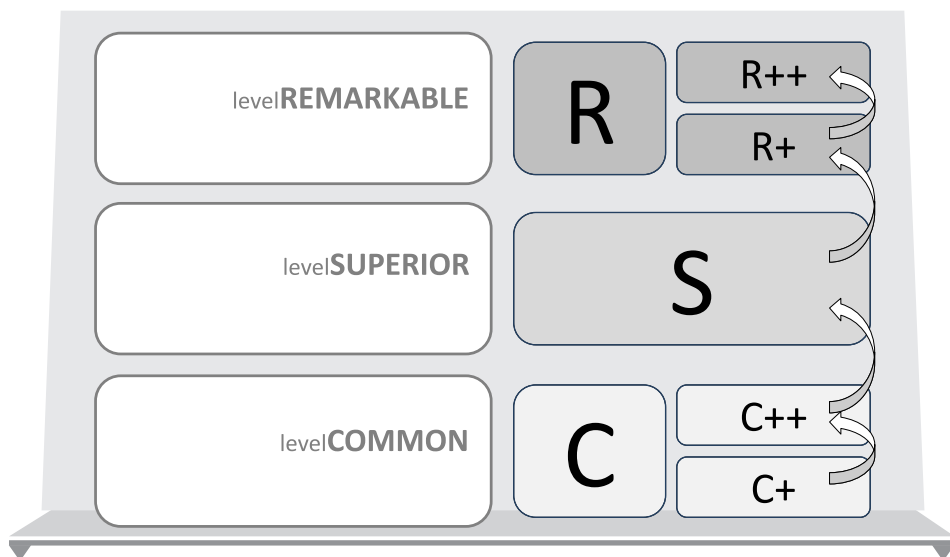 levelREMARKABLE
R
R++
R+
levelSUPERIOR
S
levelCOMMON
C
C++
C+